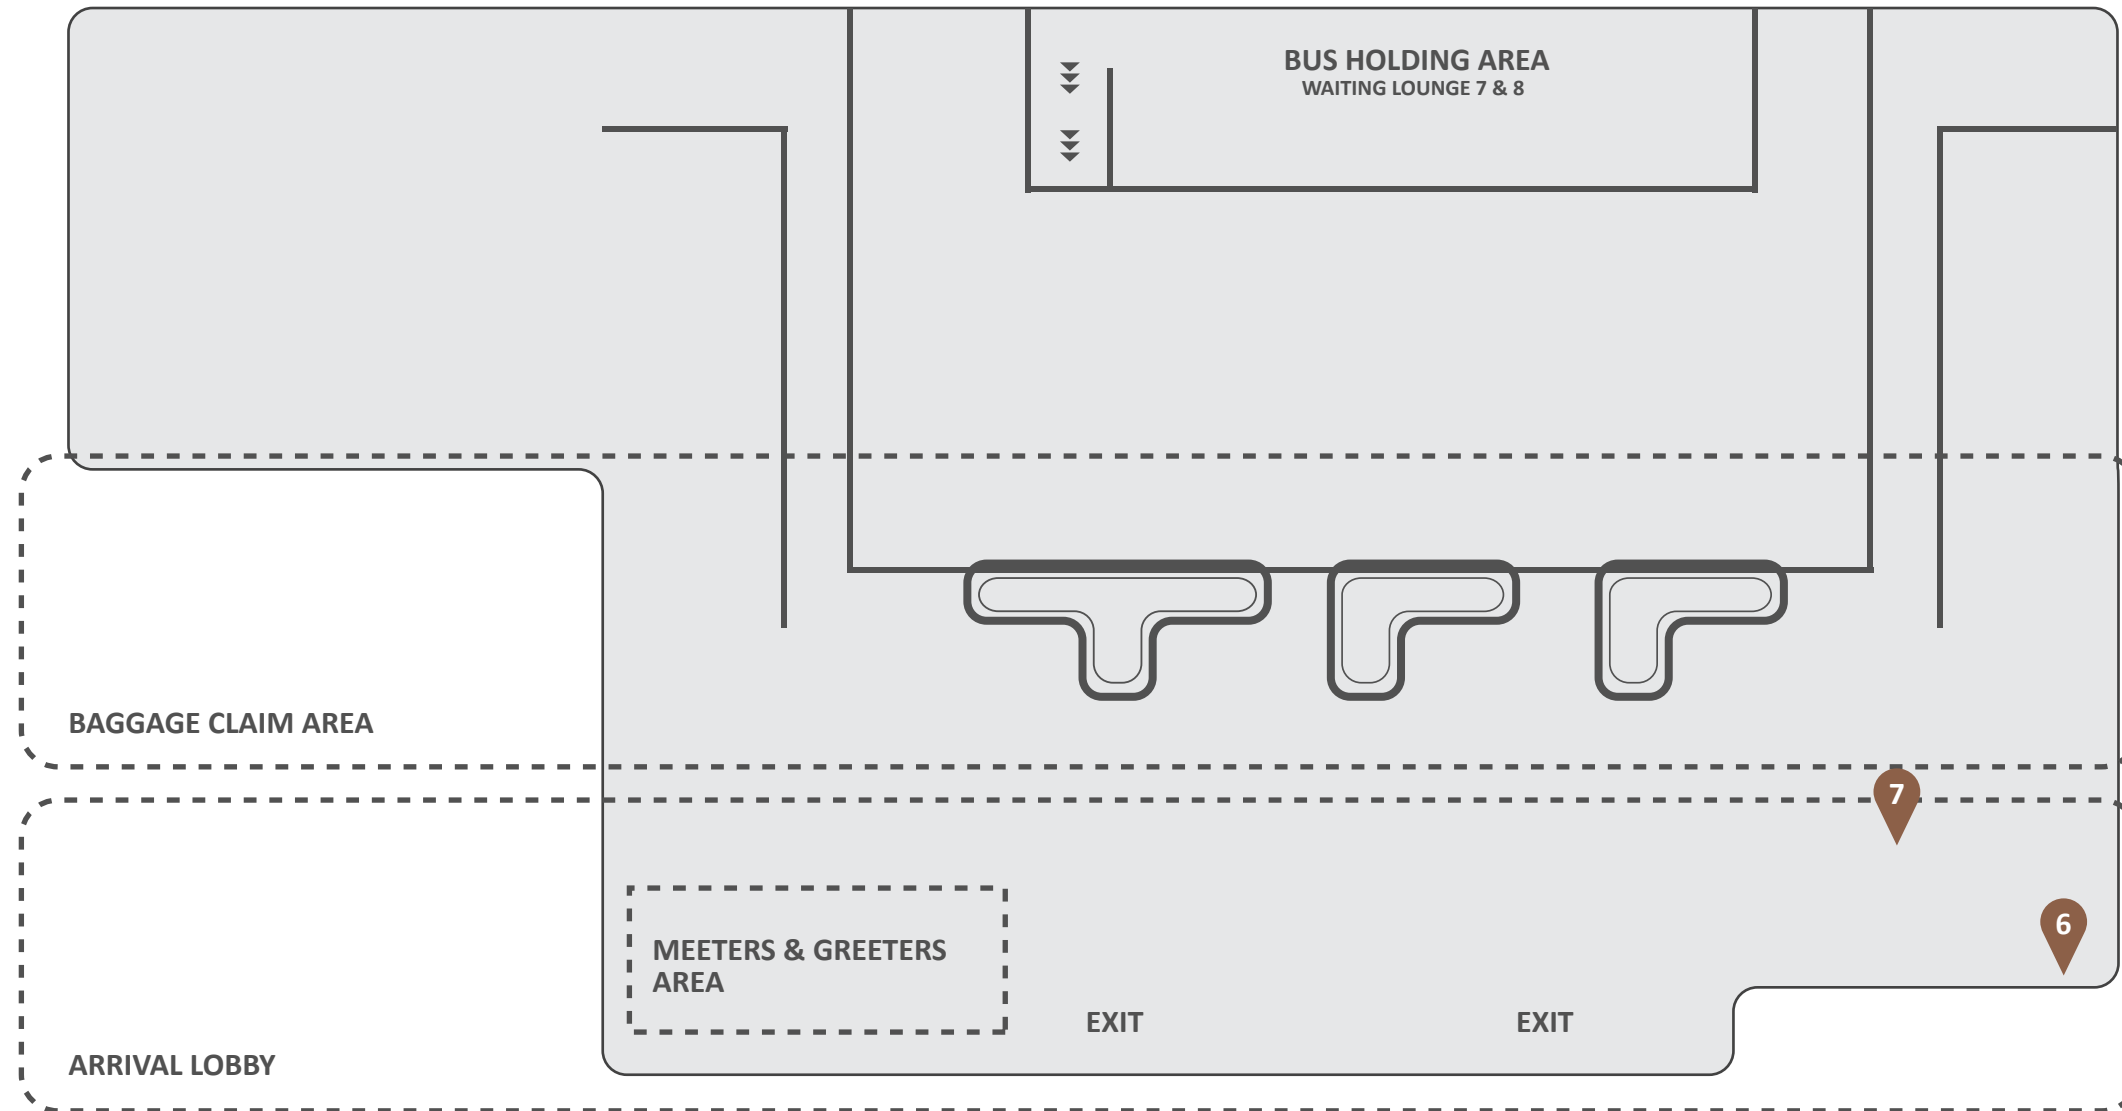 BUS HOLDING AREA
WAITING LOUNGE 7 & 8
BAGGAGE CLAIM AREA
7
6
MEETERS & GREETERS
AREA
EXIT
EXIT
ARRIVAL LOBBY